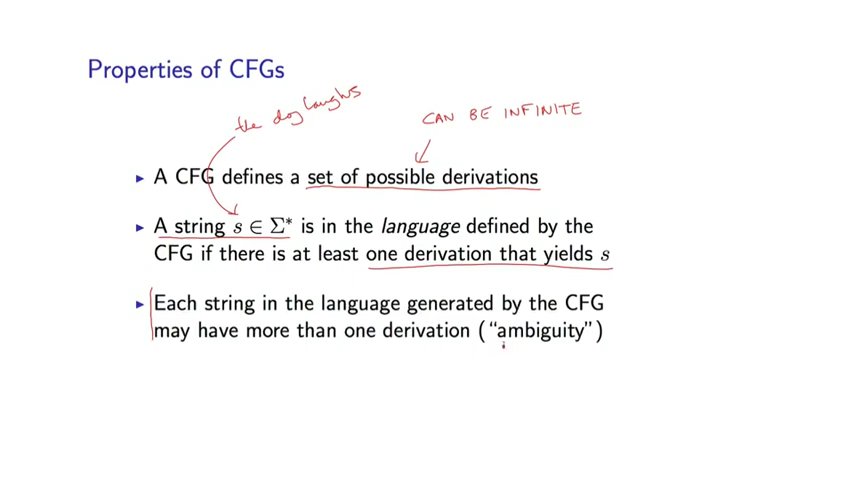 Properties of CFGs
the dog laughs
CAN BE INFINITE
▸ A CFG defines a set of possible derivations
▸ A string s ∈ Σ* is in the language defined by the
CFG if there is at least one derivation that yields s
▸ Each string in the language generated by the CFG
may have more than one derivation (“ambiguity”)